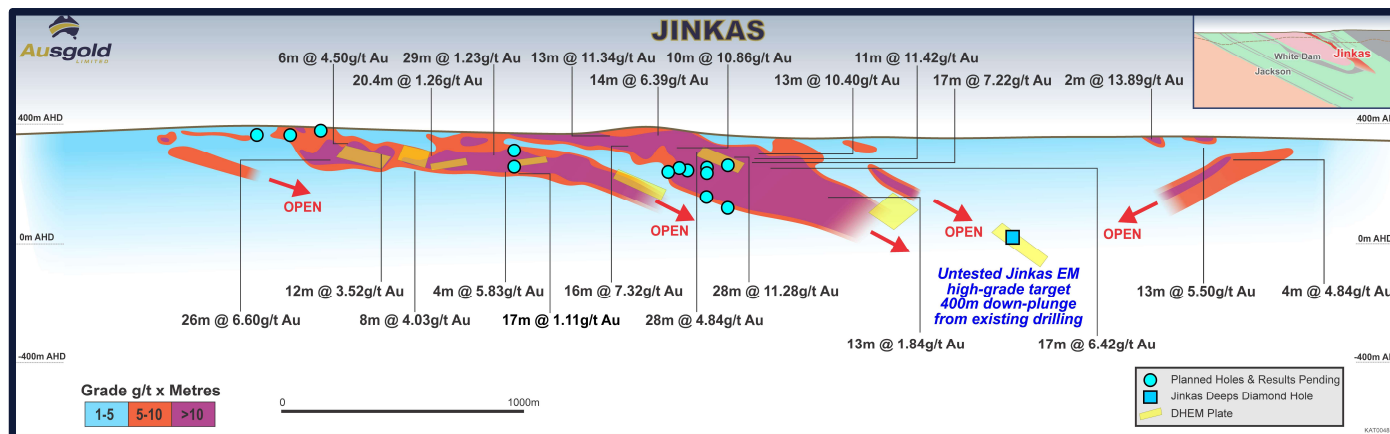 Ausgold
LIMITED
JINKAS
White Dam
Jinkas
Jackson
6m @ 4.50g/t Au
29m @ 1.23g/t Au
13m @ 11.34g/t Au
10m @ 10.86g/t Au
11m @ 11.42g/t Au
20.4m @ 1.26g/t Au
14m @ 6.39g/t Au
13m @ 10.40g/t Au
17m @ 7.22g/t Au
2m @ 13.89g/t Au
400m AHD
400m A
OPEN
OPEN
OPEN
OPEN
0m AHD
0m AHD
Untested Jinkas EM
high-grade target
400m down-plunge
from existing drilling
12m @ 3.52g/t Au
4m @ 5.83g/t Au
16m @ 7.32g/t Au
28m @ 11.28g/t Au
13m @ 5.50g/t Au
4m @ 4.84g/t Au
26m @ 6.60g/t Au
8m @ 4.03g/t Au
17m @ 1.11g/t Au
28m @ 4.84g/t Au
13m @ 1.84g/t Au
17m @ 6.42g/t Au
-400m AHD
-400m A
Grade g/t x Metres
1-5
5-10
>10
0
1000m
Planned Holes & Results Pending
Jinkas Deeps Diamond Hole
DHEM Plate
KAT0048